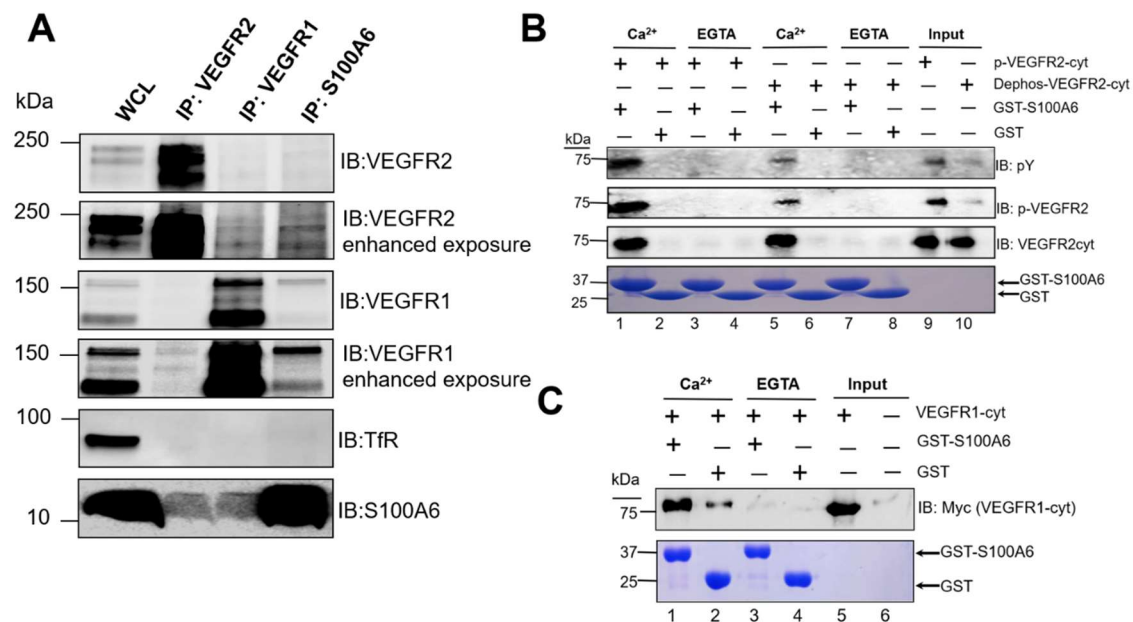 A
kDa
WCL
IP: VEGFR2
IP: VEGFR1
IP: S100A6
250
IB:VEGFR2
250
IB:VEGFR2
enhanced exposure
150
IB:VEGFR1
150
IB:VEGFR1
enhanced exposure
100
IB:TfR
10
IB:S100A6
B
Ca²⁺ EGTA Ca²⁺ EGTA Input
+ + + + — — — — + — p-VEGFR2-cyt
— — — — + + + + — + Dephos-VEGFR2-cyt
+ — + — + — + — — — GST-S100A6
— + — + — + — + — — GST
kDa
75 IB: pY
75 IB: p-VEGFR2
75 IB: VEGFR2cyt
37 GST-S100A6
25 GST
1 2 3 4 5 6 7 8 9 10
C
Ca²⁺ EGTA Input
+ + + + + — VEGFR1-cyt
+ — + — — — GST-S100A6
— + — + — — GST
kDa
75 IB: Myc (VEGFR1-cyt)
37 GST-S100A6
25 GST
1 2 3 4 5 6